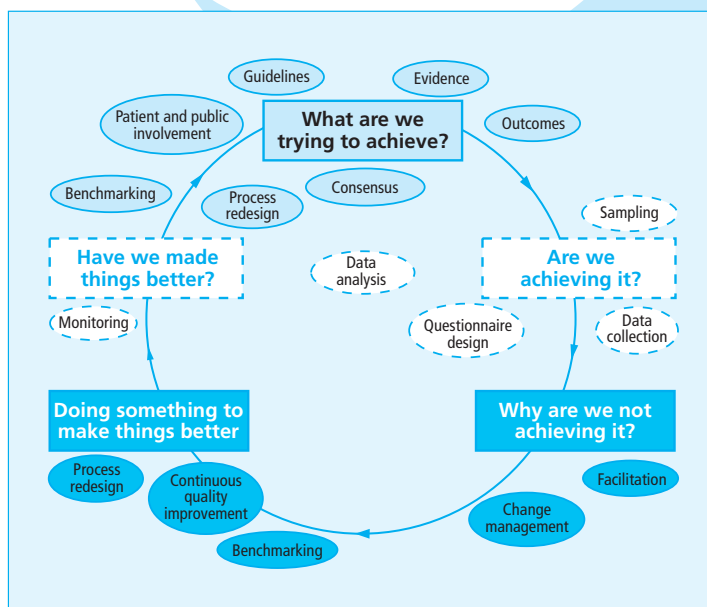 Guidelines
Evidence
Patient and public
involvement
What are we
trying to achieve?
Outcomes
Benchmarking
Process
redesign
Consensus
Sampling
Have we made
things better?
Data
analysis
Are we
achieving it?
Monitoring
Questionnaire
design
Data
collection
Doing something to
make things better
Why are we not
achieving it?
Process
redesign
Continuous
quality
improvement
Facilitation
Change
management
Benchmarking